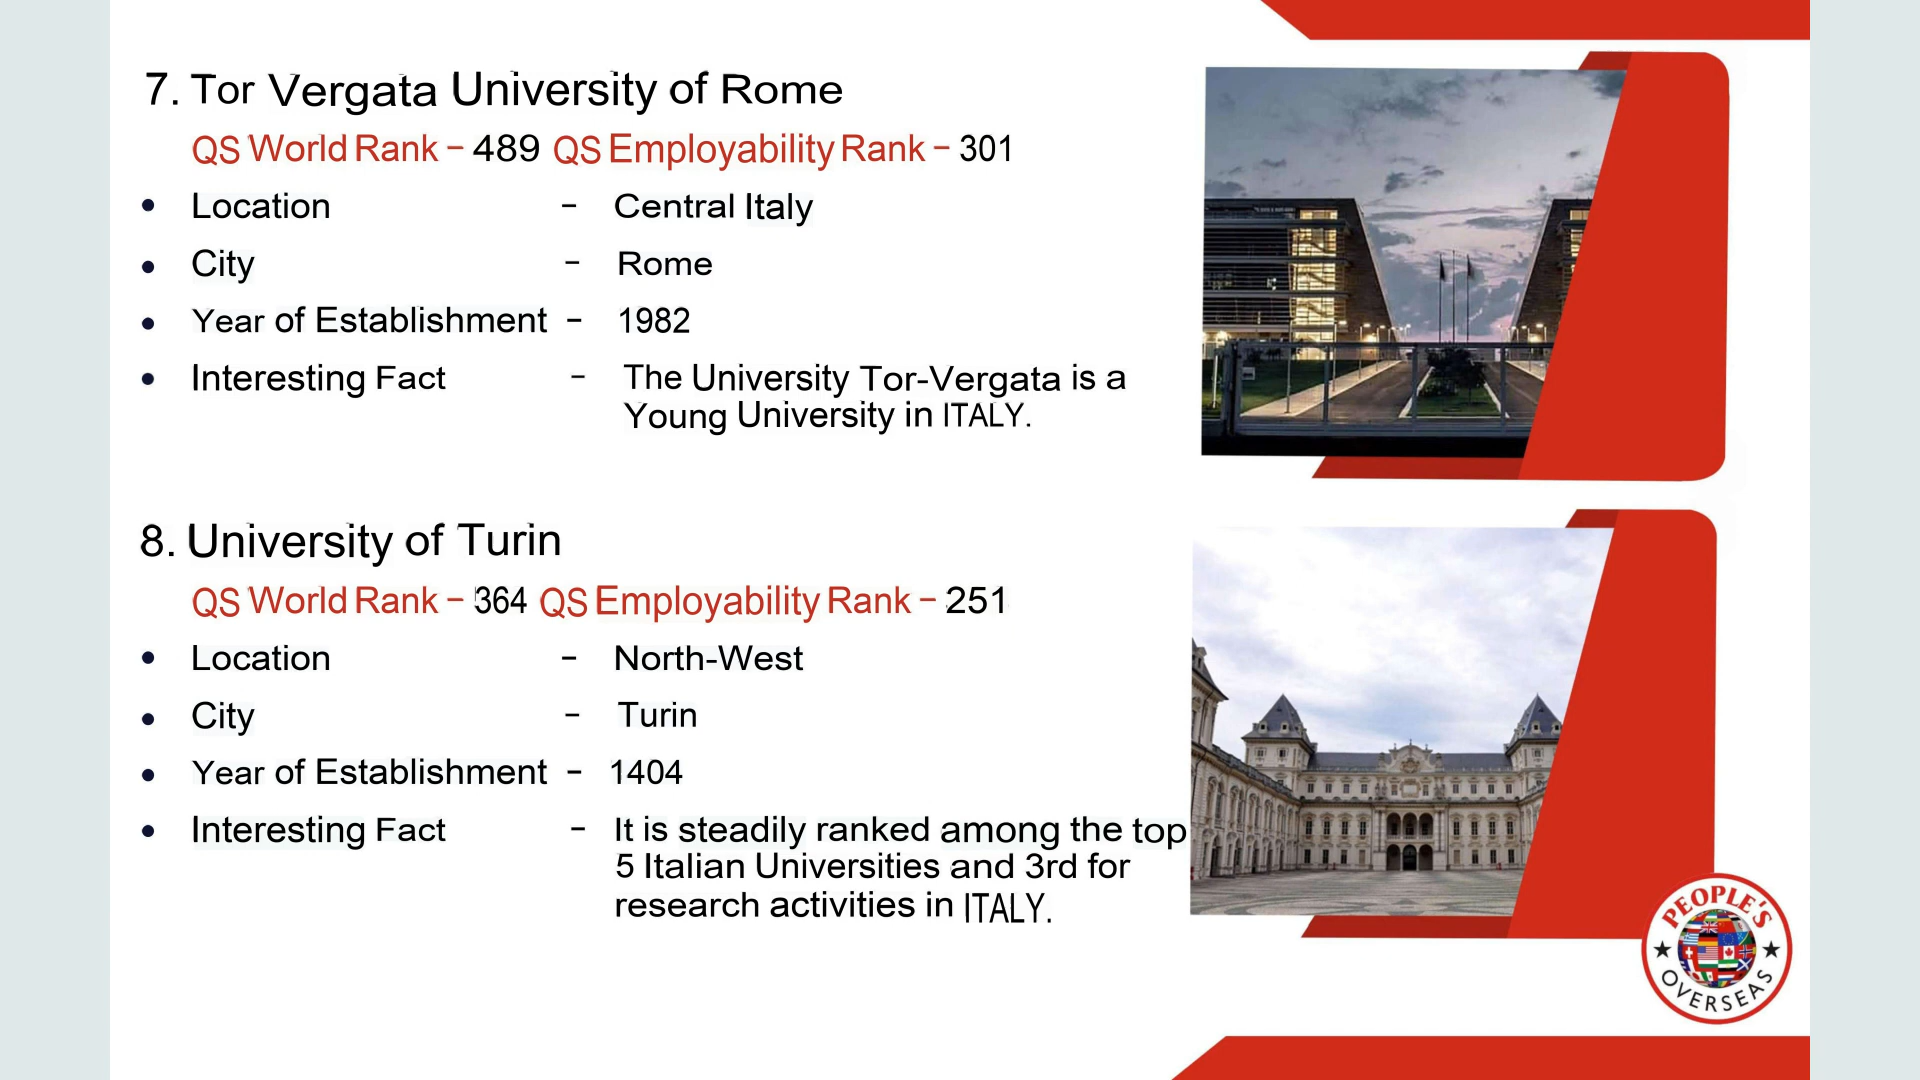 7. Tor Vergata University of Rome
QS World Rank – 489 QS Employability Rank – 301
• Location – Central Italy
• City – Rome
• Year of Establishment – 1982
• Interesting Fact – The University Tor-Vergata is a
Young University in ITALY.
8. University of Turin
QS World Rank – 364 QS Employability Rank – 251
• Location – North-West
• City – Turin
• Year of Establishment – 1404
• Interesting Fact – It is steadily ranked among the top
5 Italian Universities and 3rd for
research activities in ITALY.
PEOPLE'S
OVERSEAS